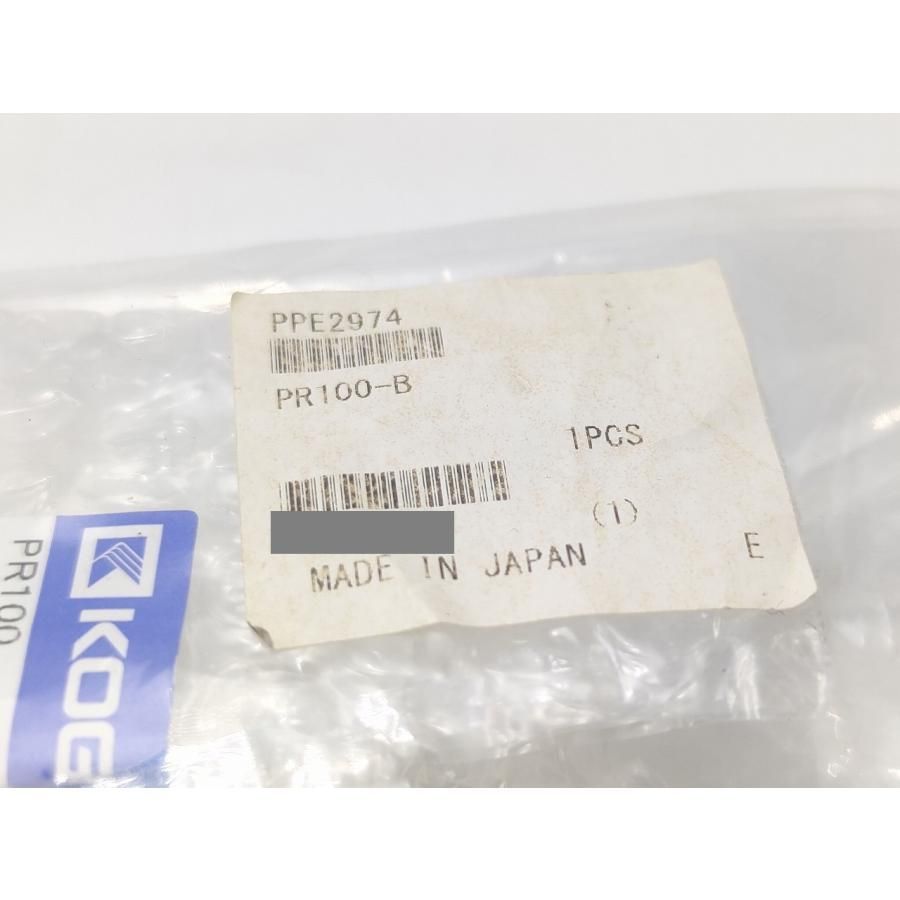 PPE2974
PR100-B
1PCS
(1)
MADE IN JAPAN
E
KOG
PR100